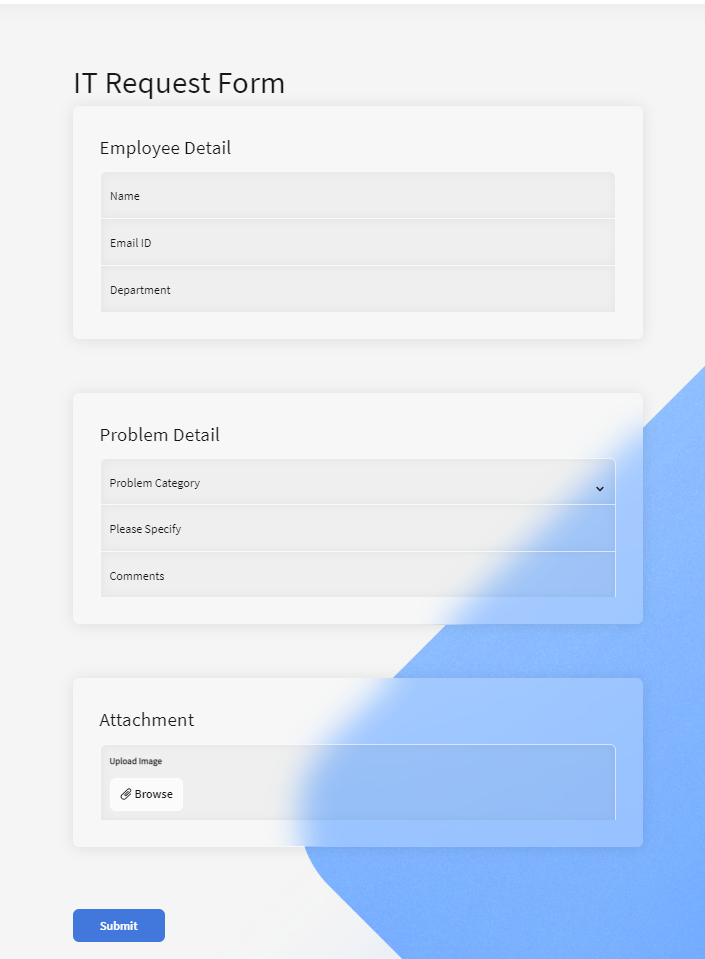 IT Request Form
Employee Detail
Name
Email ID
Department
Problem Detail
Problem Category
Please Specify
Comments
Attachment
Upload Image
Browse
Submit